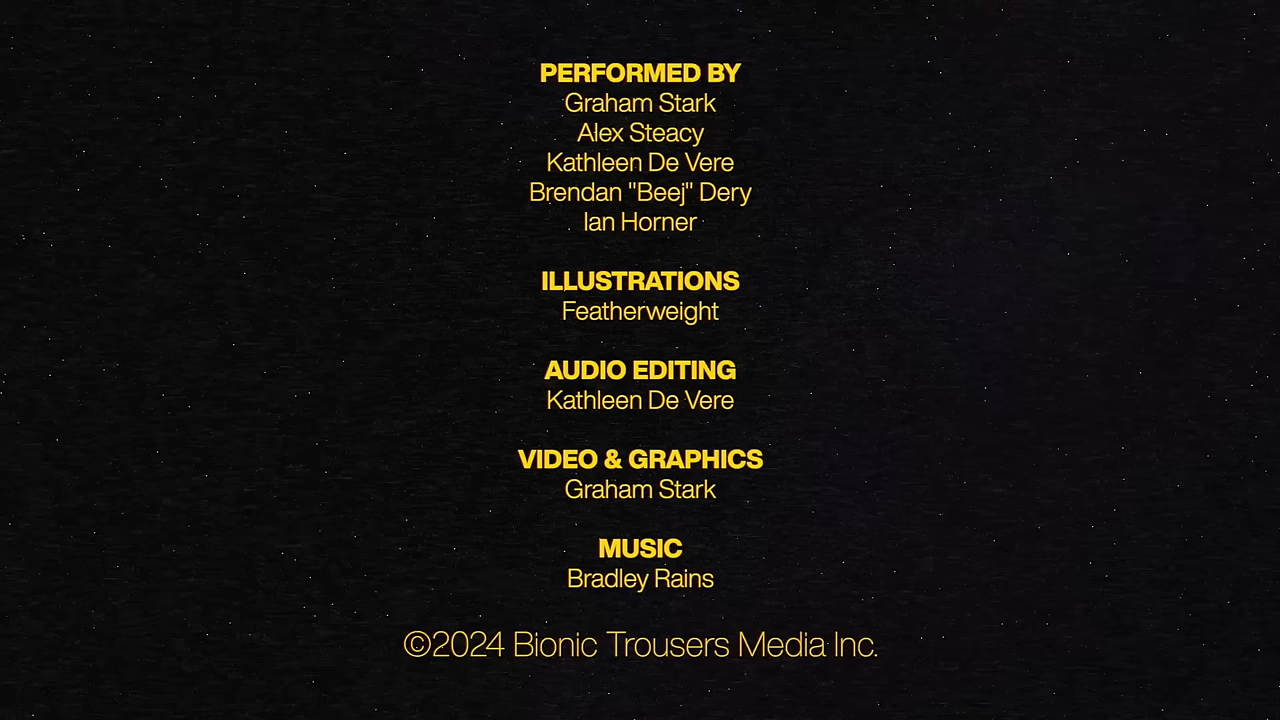 PERFORMED BY
Graham Stark
Alex Steacy
Kathleen De Vere
Brendan "Beej" Dery
Ian Horner
ILLUSTRATIONS
Featherweight
AUDIO EDITING
Kathleen De Vere
VIDEO & GRAPHICS
Graham Stark
MUSIC
Bradley Rains
©2024 Bionic Trousers Media Inc.